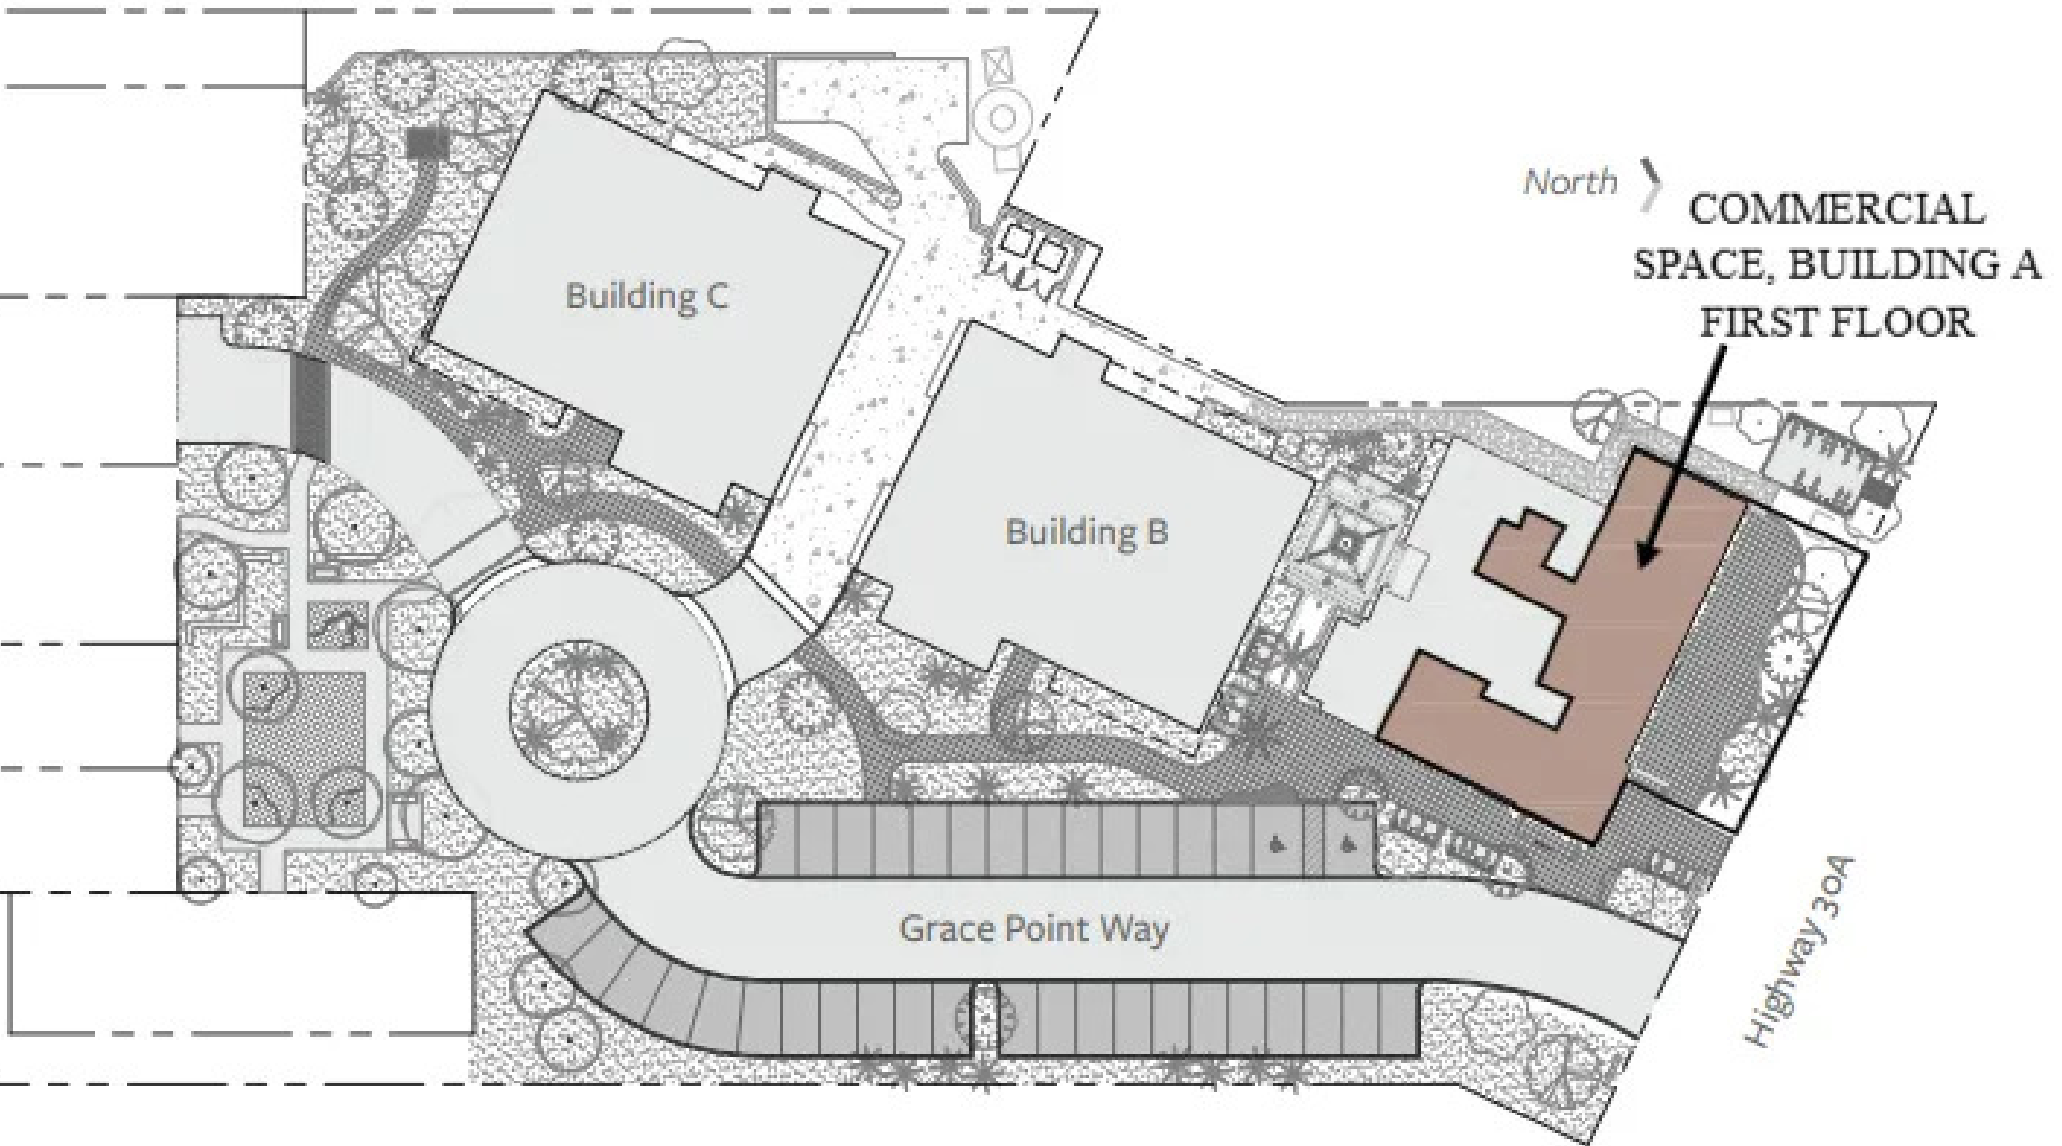 North
COMMERCIAL
SPACE, BUILDING A
FIRST FLOOR
Building C
Building B
Grace Point Way
Highway 30A